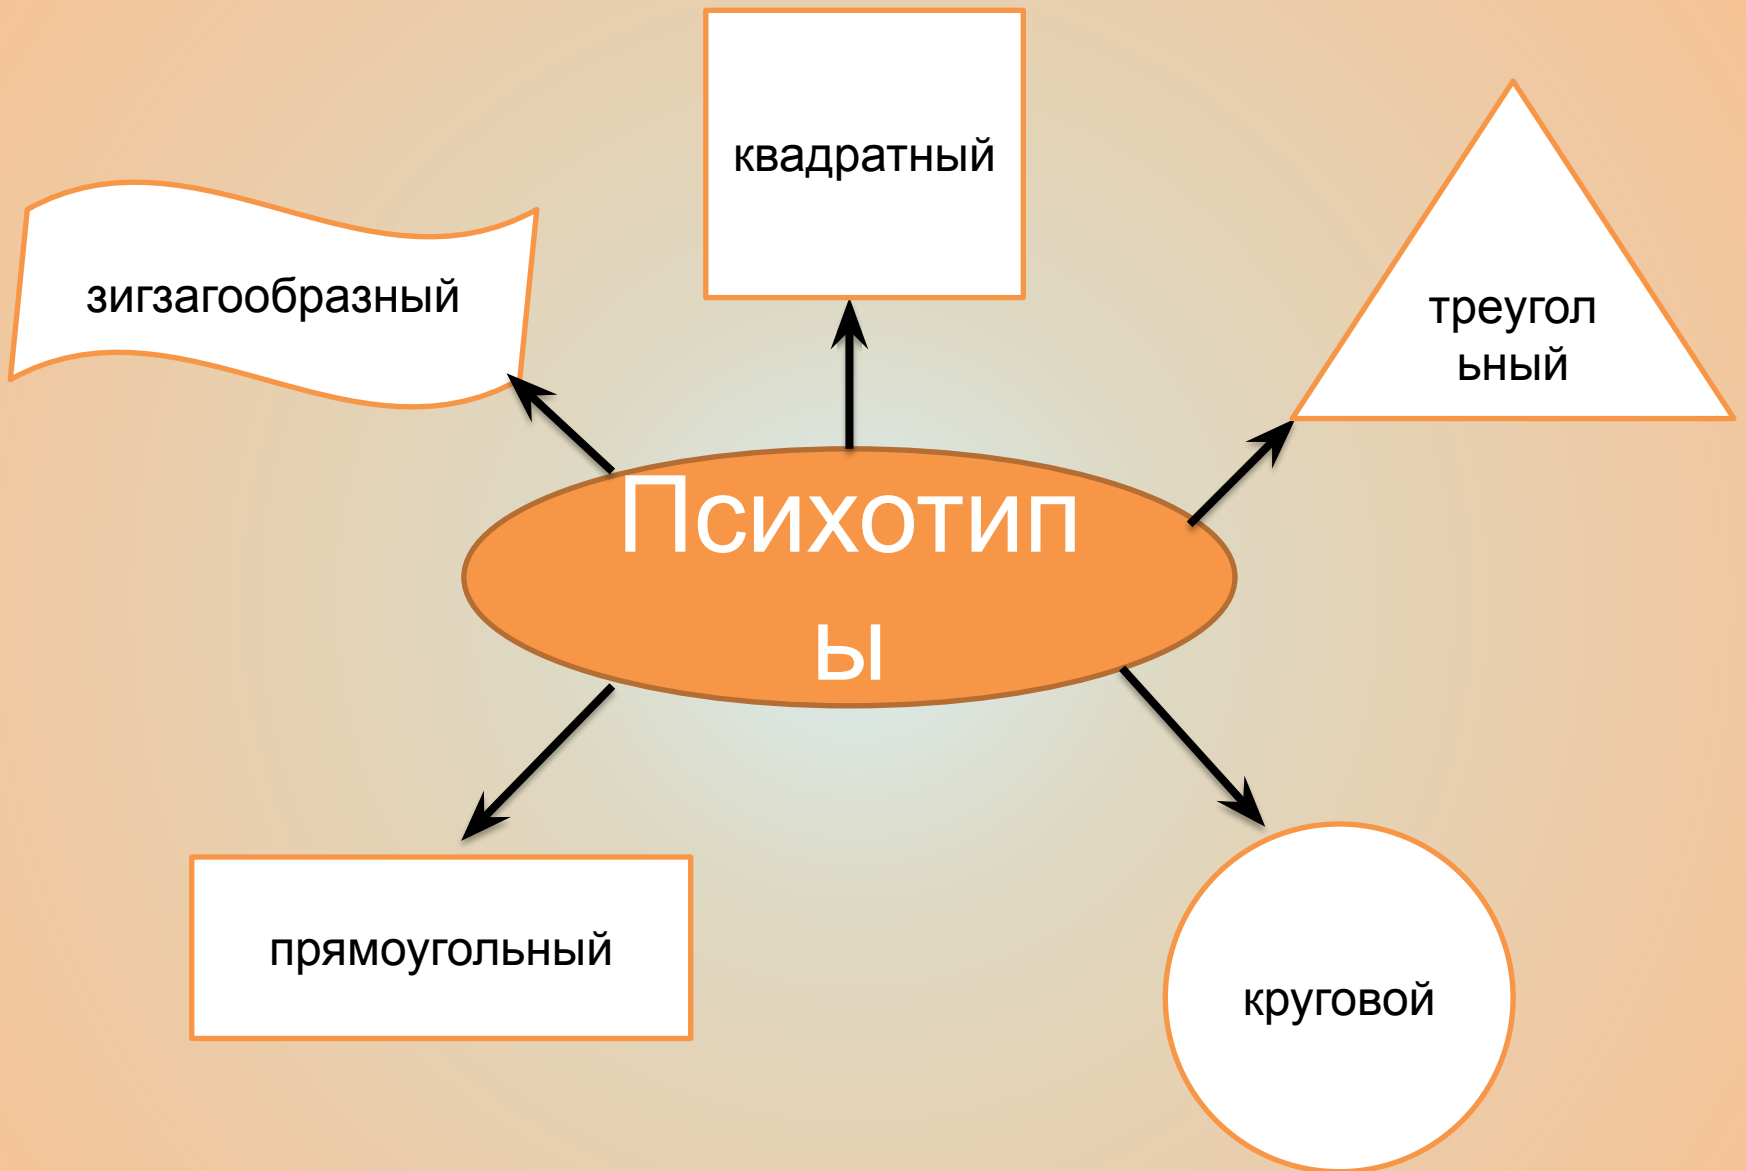 квадратный
зигзагообразный
треугол
ьный
Психотип
ы
прямоугольный
круговой